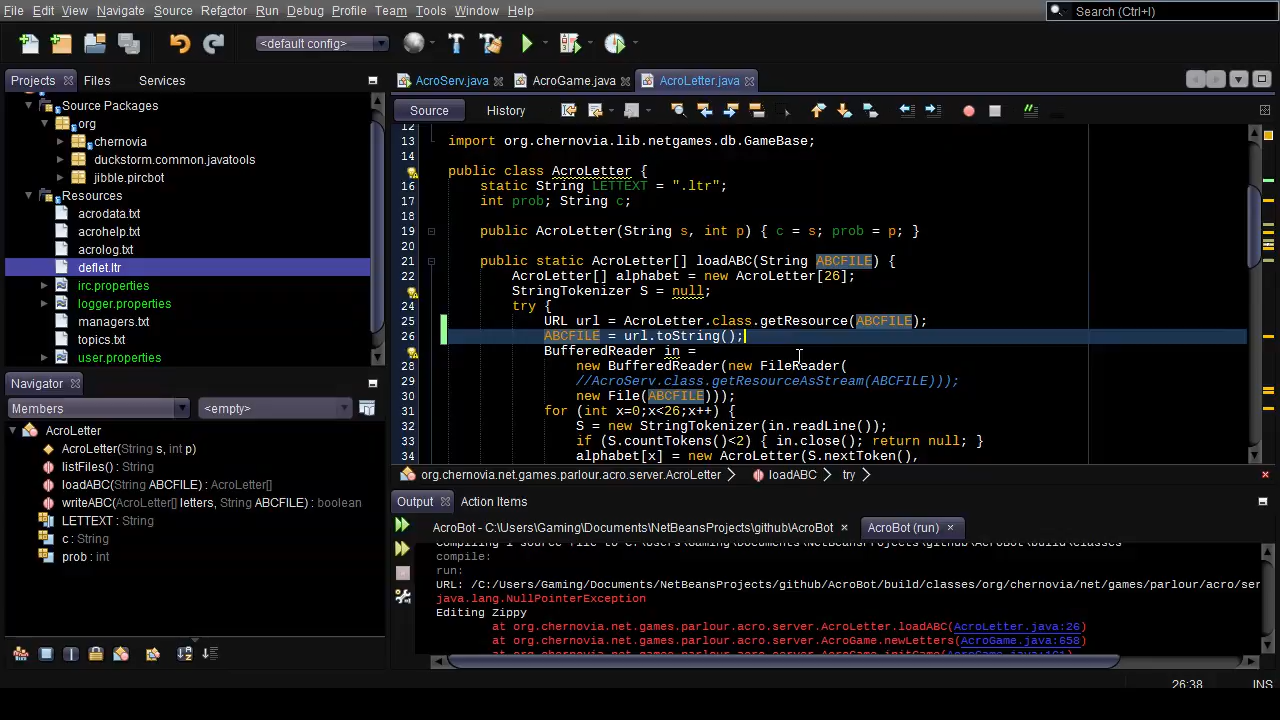 File Edit View Navigate Source Refactor Run Debug Profile Team Tools Window Help
Search (Ctrl+I)
<default config>
Projects Files Services
Source Packages
org
chernovia
duckstorm.common.javatools
jibble.pircbot
Resources
acrodata.txt
acrohelp.txt
acrolog.txt
deflet.ltr
irc.properties
logger.properties
managers.txt
topics.txt
user.properties
Navigator
Members <empty>
AcroLetter
AcroLetter(String s, int p)
listFiles() : String
loadABC(String ABCFILE) : AcroLetter[]
writeABC(AcroLetter[] letters, String ABCFILE) : boolean
LETTEXT : String
c : String
prob : int
AcroServ.java AcroGame.java AcroLetter.java
Source History
12
13 import org.chernovia.lib.netgames.db.GameBase;
14
public class AcroLetter {
16 static String LETTEXT = ".ltr";
17 int prob; String c;
18
19 public AcroLetter(String s, int p) { c = s; prob = p; }
20
21 public static AcroLetter[] loadABC(String ABCFILE) {
22 AcroLetter[] alphabet = new AcroLetter[26];
StringTokenizer S = null;
24 try {
25 URL url = AcroLetter.class.getResource(ABCFILE);
26 ABCFILE = url.toString();
BufferedReader in =
28 new BufferedReader(new FileReader(
29 //AcroServ.class.getResourceAsStream(ABCFILE)));
30 new File(ABCFILE)));
31 for (int x=0;x<26;x++) {
32 S = new StringTokenizer(in.readLine());
33 if (S.countTokens()<2) { in.close(); return null; }
34 alphabet[x] = new AcroLetter(S.nextToken(),
org.chernovia.net.games.parlour.acro.server.AcroLetter loadABC try
Output Action Items
AcroBot - C:\Users\Gaming\Documents\NetBeansProjects\github\AcroBot AcroBot (run)
Compiling 1 source file to C:\Users\Gaming\Documents\NetBeansProjects\github\AcroBot\build\classes
compile:
run:
URL: /C:/Users/Gaming/Documents/NetBeansProjects/github/AcroBot/build/classes/org/chernovia/net/games/parlour/acro/ser
java.lang.NullPointerException
Editing Zippy
at org.chernovia.net.games.parlour.acro.server.AcroLetter.loadABC(AcroLetter.java:26)
at org.chernovia.net.games.parlour.acro.server.AcroGame.newLetters(AcroGame.java:658)
26:38 INS